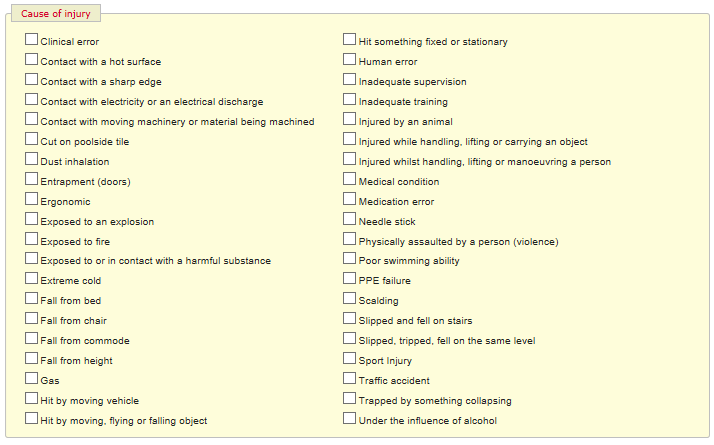 Cause of injury
Clinical error
Contact with a hot surface
Contact with a sharp edge
Contact with electricity or an electrical discharge
Contact with moving machinery or material being machined
Cut on poolside tile
Dust inhalation
Entrapment (doors)
Ergonomic
Exposed to an explosion
Exposed to fire
Exposed to or in contact with a harmful substance
Extreme cold
Fall from bed
Fall from chair
Fall from commode
Fall from height
Gas
Hit by moving vehicle
Hit by moving, flying or falling object
Hit something fixed or stationary
Human error
Inadequate supervision
Inadequate training
Injured by an animal
Injured while handling, lifting or carrying an object
Injured whilst handling, lifting or manoeuvring a person
Medical condition
Medication error
Needle stick
Physically assaulted by a person (violence)
Poor swimming ability
PPE failure
Scalding
Slipped and fell on stairs
Slipped, tripped, fell on the same level
Sport Injury
Traffic accident
Trapped by something collapsing
Under the influence of alcohol